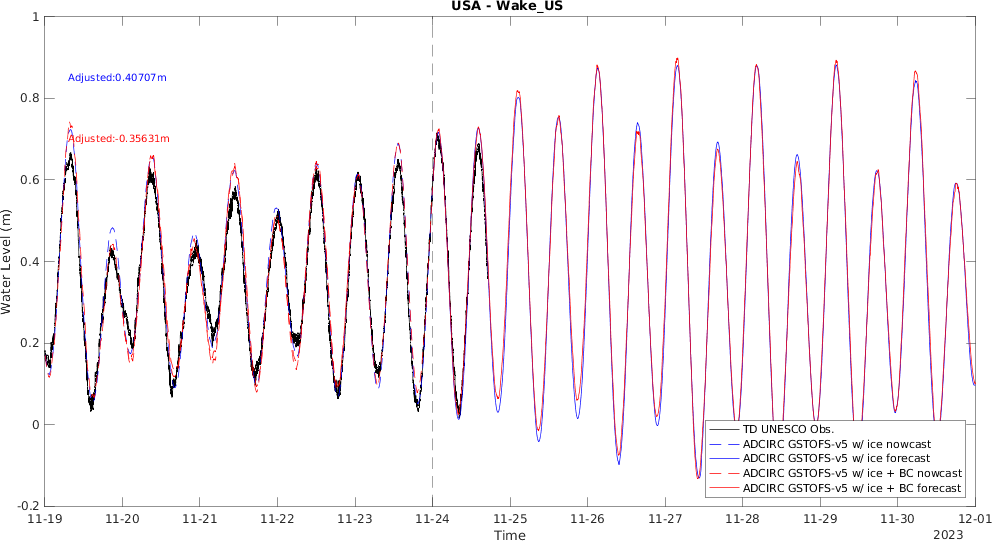 USA - Wake_US
Water Level (m)
1
0.8
0.6
0.4
0.2
0
-0.2
Adjusted:0.40707m
Adjusted:-0.35631m
TD UNESCO Obs.
ADCIRC GSTOFS-v5 w/ ice nowcast
ADCIRC GSTOFS-v5 w/ ice forecast
ADCIRC GSTOFS-v5 w/ ice + BC nowcast
ADCIRC GSTOFS-v5 w/ ice + BC forecast
11-19 11-20 11-21 11-22 11-23 11-24 11-25 11-26 11-27 11-28 11-29 11-30 12-01
Time
2023